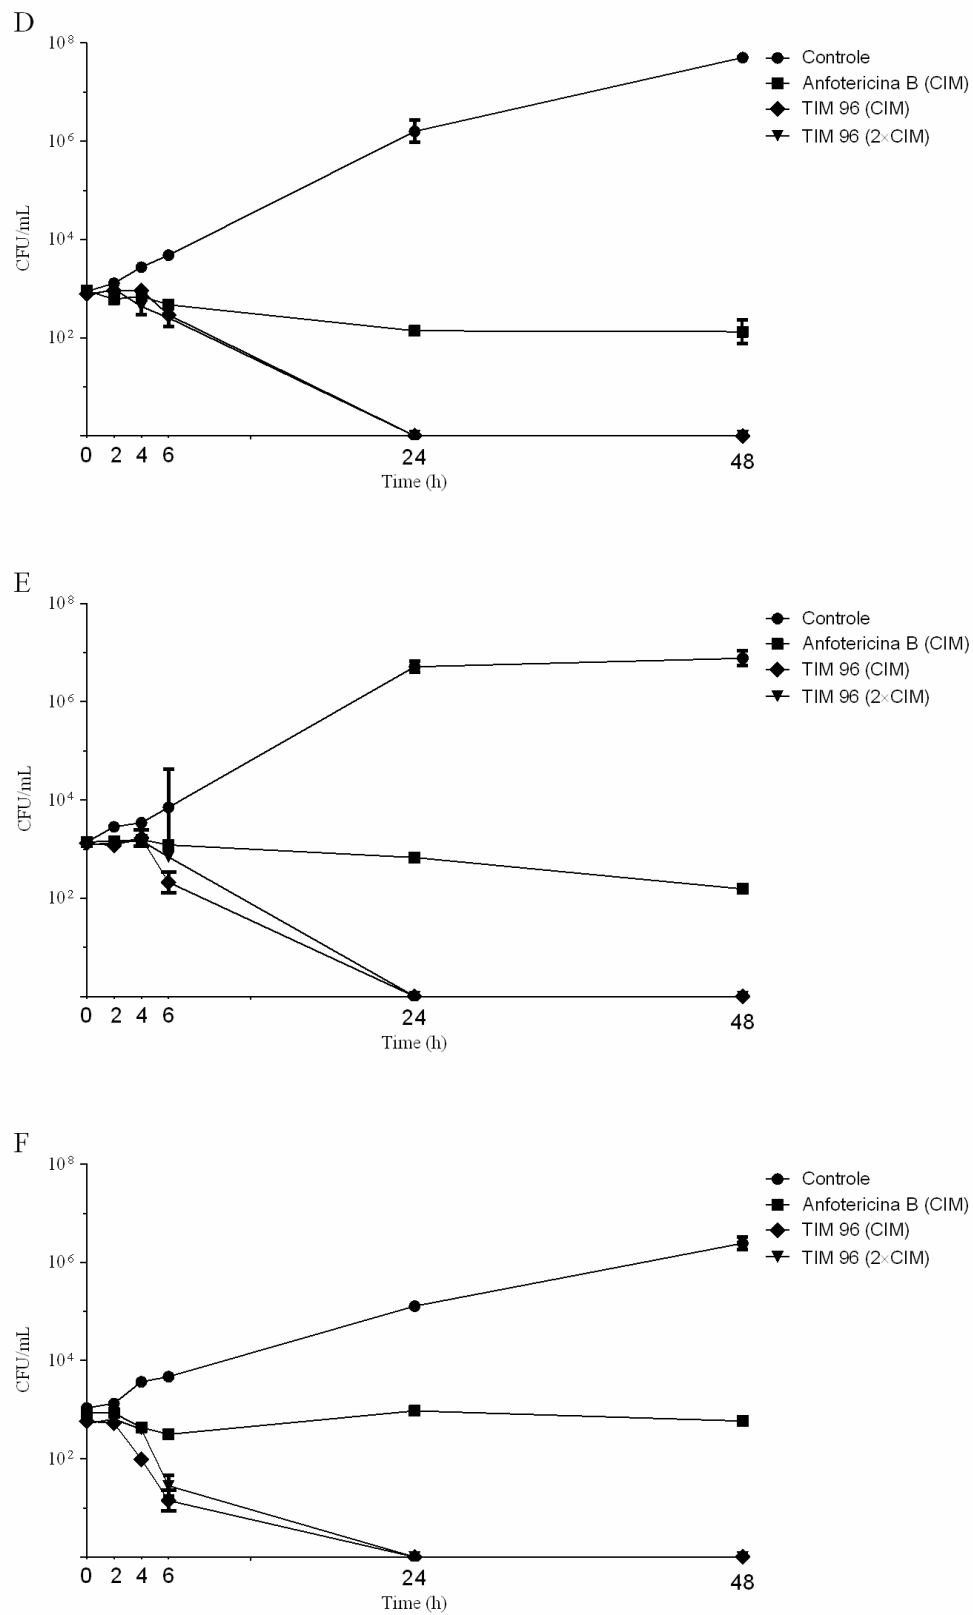 D
10⁸
10⁶
10⁴
10²
CFU/mL
0 2 4 6 24 48
Time (h)
Controle
Anfotericina B (CIM)
TIM 96 (CIM)
TIM 96 (2×CIM)
E
10⁸
10⁶
10⁴
10²
CFU/mL
0 2 4 6 24 48
Time (h)
Controle
Anfotericina B (CIM)
TIM 96 (CIM)
TIM 96 (2×CIM)
F
10⁸
10⁶
10⁴
10²
CFU/mL
0 2 4 6 24 48
Time (h)
Controle
Anfotericina B (CIM)
TIM 96 (CIM)
TIM 96 (2×CIM)